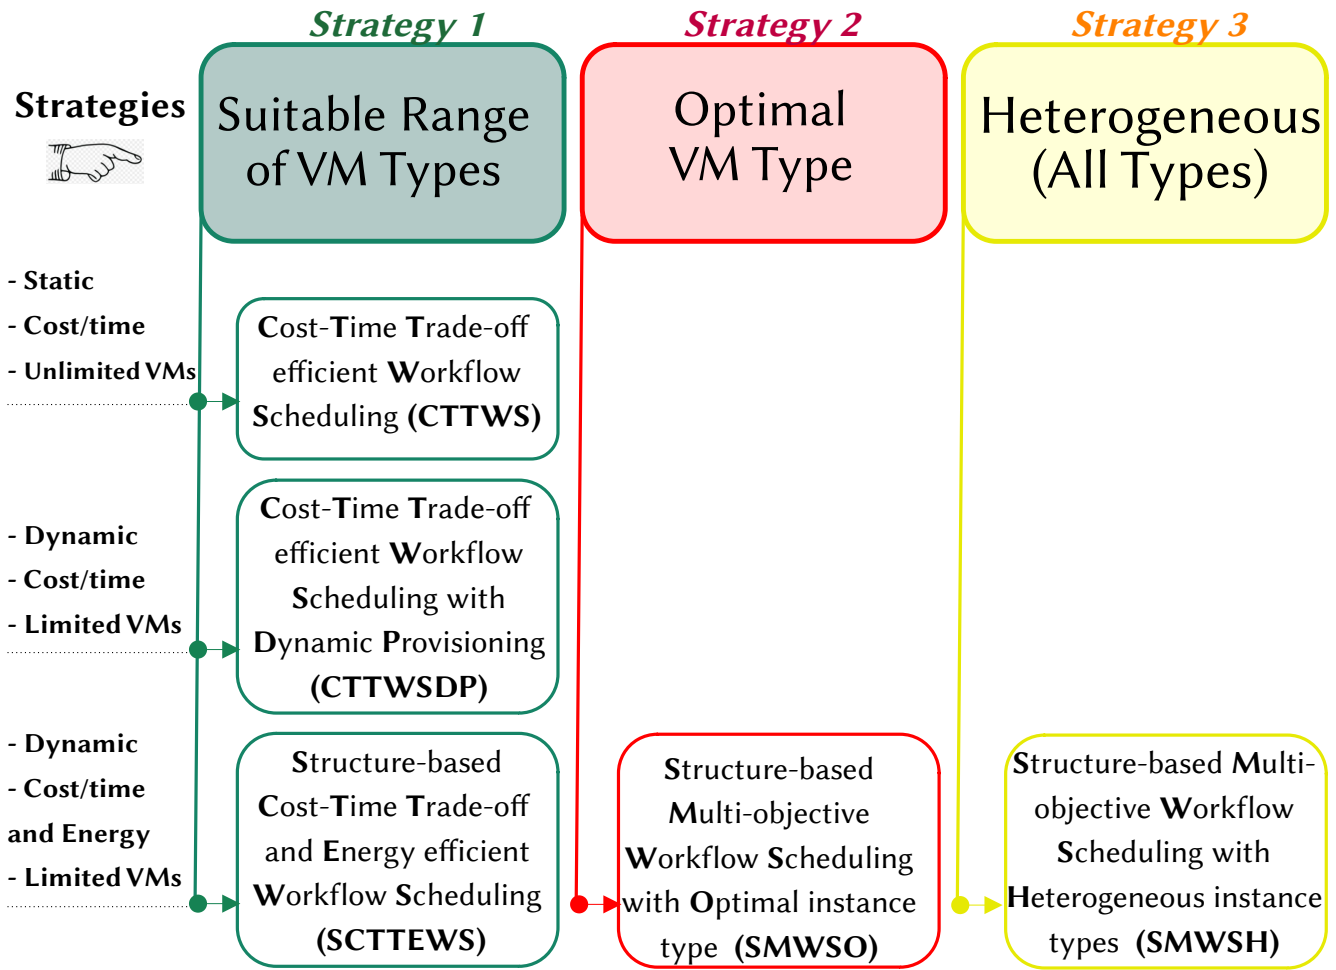 Strategy 1
Strategy 2
Strategy 3
Strategies
Suitable Range
of VM Types
Optimal
VM Type
Heterogeneous
(All Types)
- Static
- Cost/time
- Unlimited VMs
Cost-Time Trade-off
efficient Workflow
Scheduling (CTTWS)
- Dynamic
- Cost/time
- Limited VMs
Cost-Time Trade-off
efficient Workflow
Scheduling with
Dynamic Provisioning
(CTTWSDP)
- Dynamic
- Cost/time
and Energy
- Limited VMs
Structure-based
Cost-Time Trade-off
and Energy efficient
Workflow Scheduling
(SCTTEWS)
Structure-based
Multi-objective
Workflow Scheduling
with Optimal instance
type (SMWSO)
Structure-based Multi-
objective Workflow
Scheduling with
Heterogeneous instance
types (SMWSH)